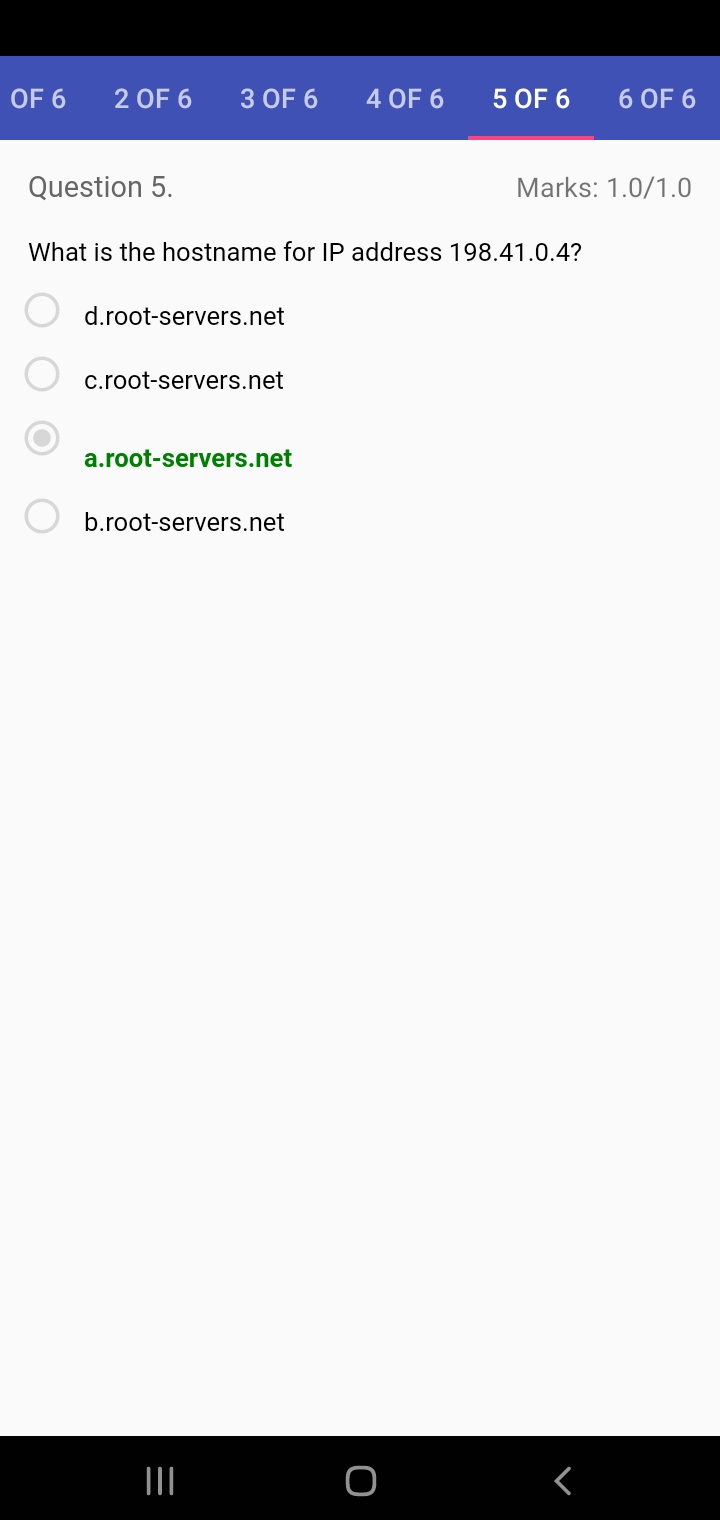 OF 6 2 OF 6 3 OF 6 4 OF 6 5 OF 6 6 OF 6
Question 5. Marks: 1.0/1.0
What is the hostname for IP address 198.41.0.4?
d.root-servers.net
c.root-servers.net
a.root-servers.net
b.root-servers.net